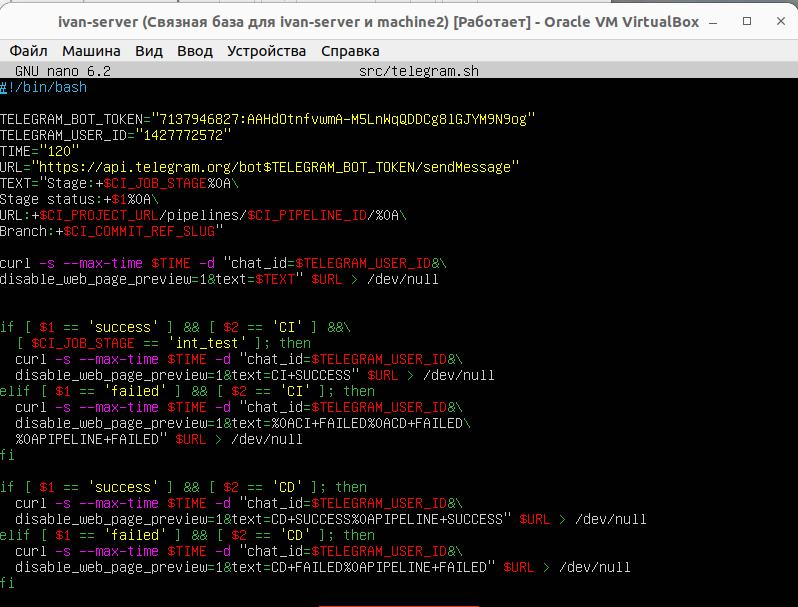 ivan-server (Связная база для ivan-server и machine2) [Работает] - Oracle VM VirtualBox
Файл Машина Вид Ввод Устройства Справка
GNU nano 6.2 src/telegram.sh
#!/bin/bash
TELEGRAM_BOT_TOKEN="7137946827:AAHdOtnfvwmA-M5LnWqQDDCg8lGJYM9N9og"
TELEGRAM_USER_ID="1427772572"
TIME="120"
URL="https://api.telegram.org/bot$TELEGRAM_BOT_TOKEN/sendMessage"
TEXT="Stage:+$CI_JOB_STAGE%0A\
Stage status:+$1%0A\
URL:+$CI_PROJECT_URL/pipelines/$CI_PIPELINE_ID/%0A\
Branch:+$CI_COMMIT_REF_SLUG"
curl -s --max-time $TIME -d "chat_id=$TELEGRAM_USER_ID&\
disable_web_page_preview=1&text=$TEXT" $URL > /dev/null
if [ $1 == 'success' ] && [ $2 == 'CI' ] &&\
[ $CI_JOB_STAGE == 'int_test' ]; then
curl -s --max-time $TIME -d "chat_id=$TELEGRAM_USER_ID&\
disable_web_page_preview=1&text=CI+SUCCESS" $URL > /dev/null
elif [ $1 == 'failed' ] && [ $2 == 'CI' ]; then
curl -s --max-time $TIME -d "chat_id=$TELEGRAM_USER_ID&\
disable_web_page_preview=1&text=%0ACI+FAILED%0ACD+FAILED\
%0APIPELINE+FAILED" $URL > /dev/null
fi
if [ $1 == 'success' ] && [ $2 == 'CD' ]; then
curl -s --max-time $TIME -d "chat_id=$TELEGRAM_USER_ID&\
disable_web_page_preview=1&text=CD+SUCCESS%0APIPELINE+SUCCESS" $URL > /dev/null
elif [ $1 == 'failed' ] && [ $2 == 'CD' ]; then
curl -s --max-time $TIME -d "chat_id=$TELEGRAM_USER_ID&\
disable_web_page_preview=1&text=CD+FAILED%0APIPELINE+FAILED" $URL > /dev/null
fi